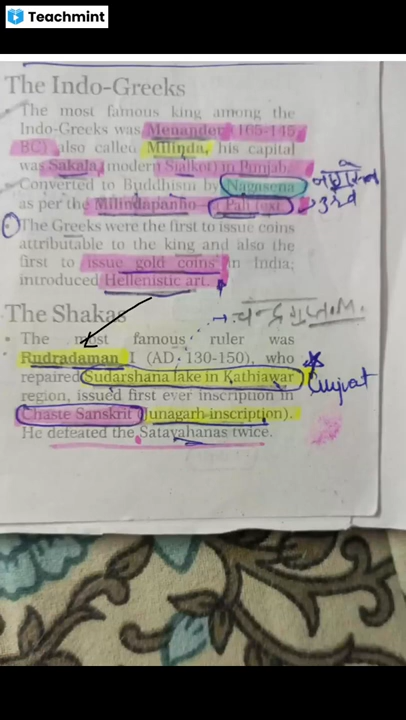 Teachmint
The Indo-Greeks
The most famous king among the
Indo-Greeks was Menander (165-145
BC) also called Milinda, his capital
was Sakala, modern Sialkot) in Punjab.
Converted to Buddhism by Nagasena
as per the Milindapanho (Pali text)
The Greeks were the first to issue coins
attributable to the king and also the
first to issue gold coins in India;
introduced Hellistic art.
The Shakas
• The most famous ruler was
Rudradaman I (AD. 130-150), who
repaired Sudarshana lake in Kathiawar
Gujrat
region, issued first ever inscription in
Chaste Sanskrit (Junagarh inscription).
He defeated the Satavahanas twice.